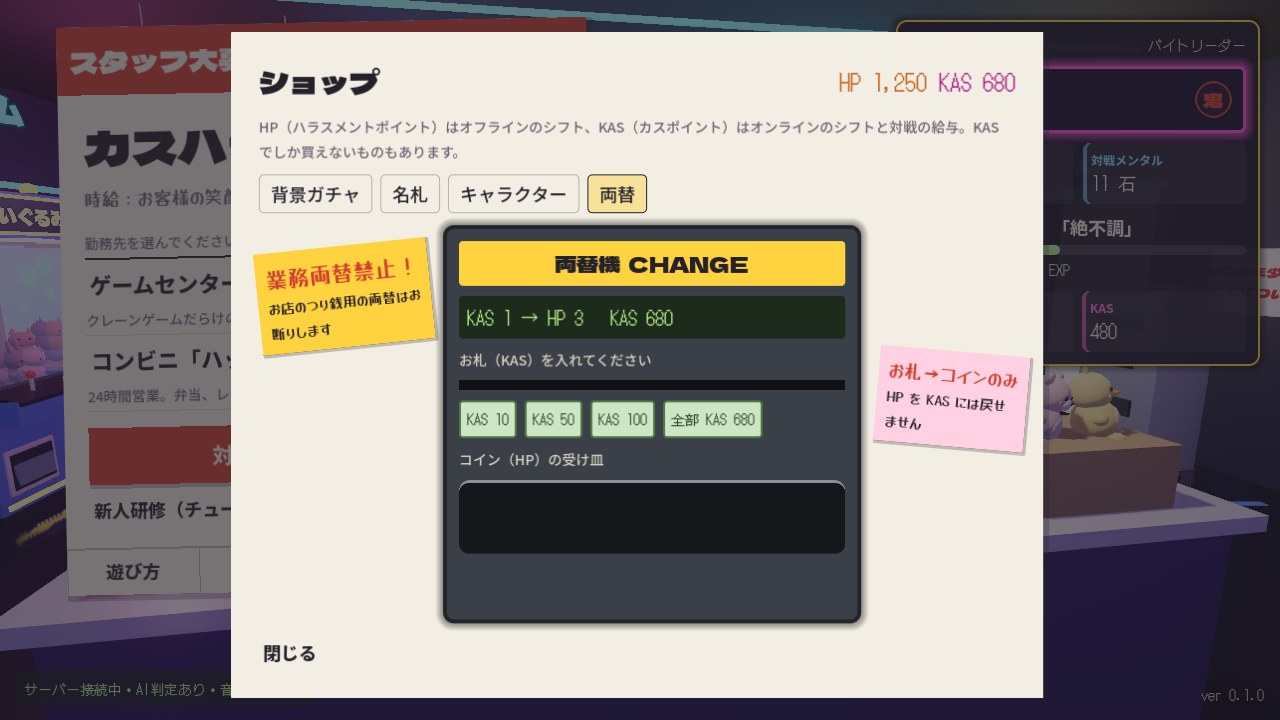 スタッフ大
バイトリーダー
ショップ
HP 1,250 KAS 680
HP（ハラスメントポイント）はオフラインのシフト、KAS（カスポイント）はオンラインのシフトと対戦の給与。KAS
でしか買えないものもあります。
背景ガチャ
名札
キャラクター
両替
カスハ
時給：お客様の笑
いぐるみ
勤務先を選んでください
ゲームセンター
クレーンゲームだらけの
コンビニ「ハッ
24時間営業。弁当、レ
対
新人研修（チュー
遊び方
業務両替禁止！
お店のつり銭用の両替はお
断りします
両替機 CHANGE
KAS 1 → HP 3 KAS 680
お札（KAS）を入れてください
KAS 10
KAS 50
KAS 100
全部 KAS 680
コイン（HP）の受け皿
お札→コインのみ
HP を KAS には戻せ
ません
対戦メンタル
11 石
「絶不調」
EXP
KAS
480
閉じる
サーバー接続中・AI判定あり・音
ver 0.1.0